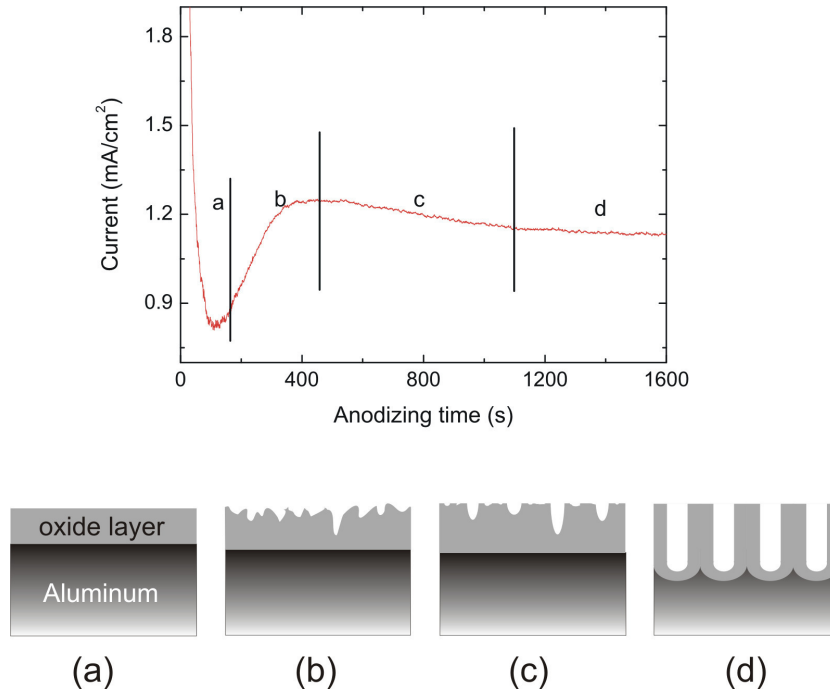 1.8
1.5
1.2
0.9
Current (mA/cm²)
a
b
c
d
0 400 800 1200 1600
Anodizing time (s)
oxide layer
Aluminum
(a) (b) (c) (d)